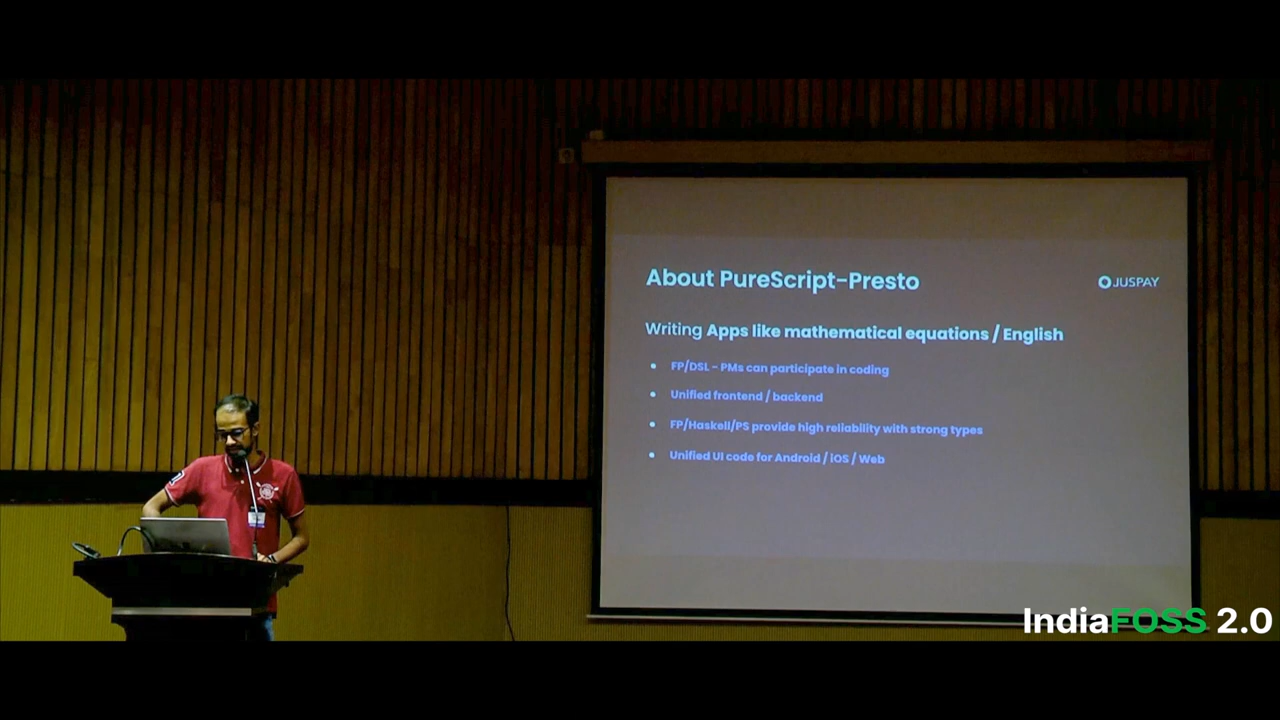 About PureScript-Presto
JUSPAY
Writing Apps like mathematical equations / English
FP/DSL - PMs can participate in coding
Unified frontend / backend
FP/Haskell/PS provide high reliability with strong types
Unified UI code for Android / iOS / Web
IndiaFOSS 2.0